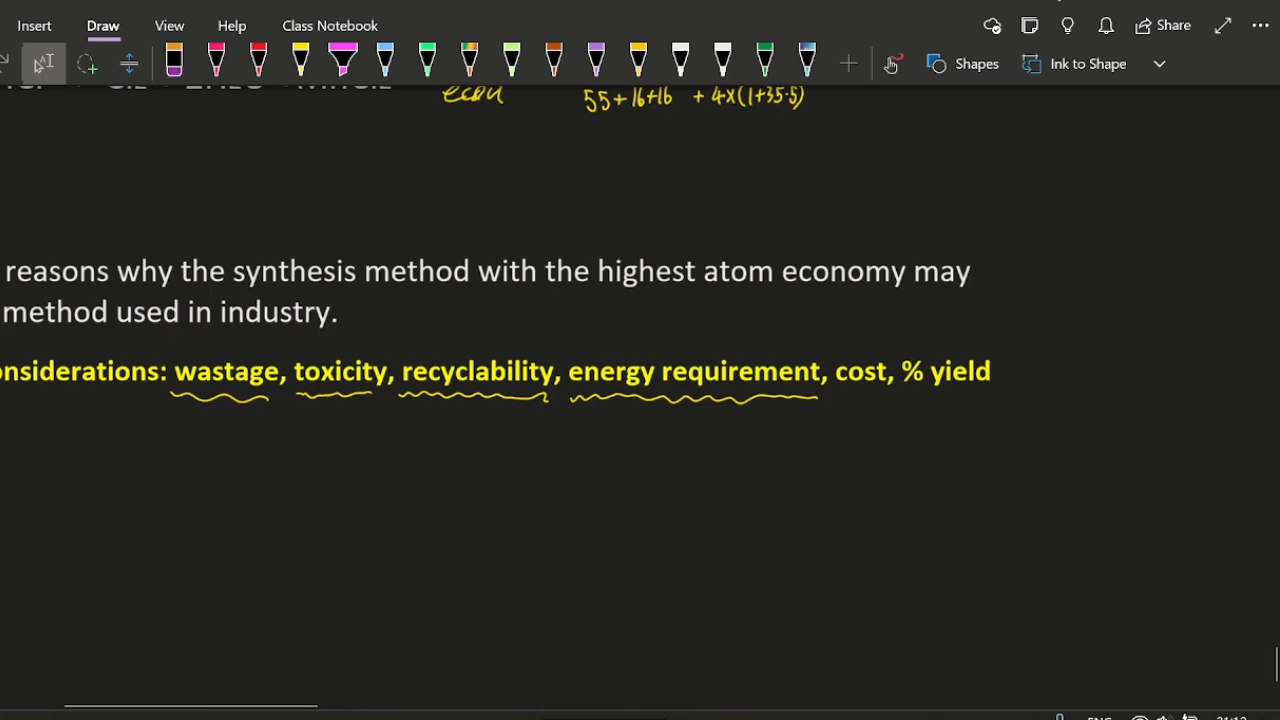 Insert Draw View Help Class Notebook Share
Shapes Ink to Shape
econ 55+16+16 + 4x(1+35.5)
reasons why the synthesis method with the highest atom economy may
method used in industry.
onsiderations: wastage, toxicity, recyclability, energy requirement, cost, % yield